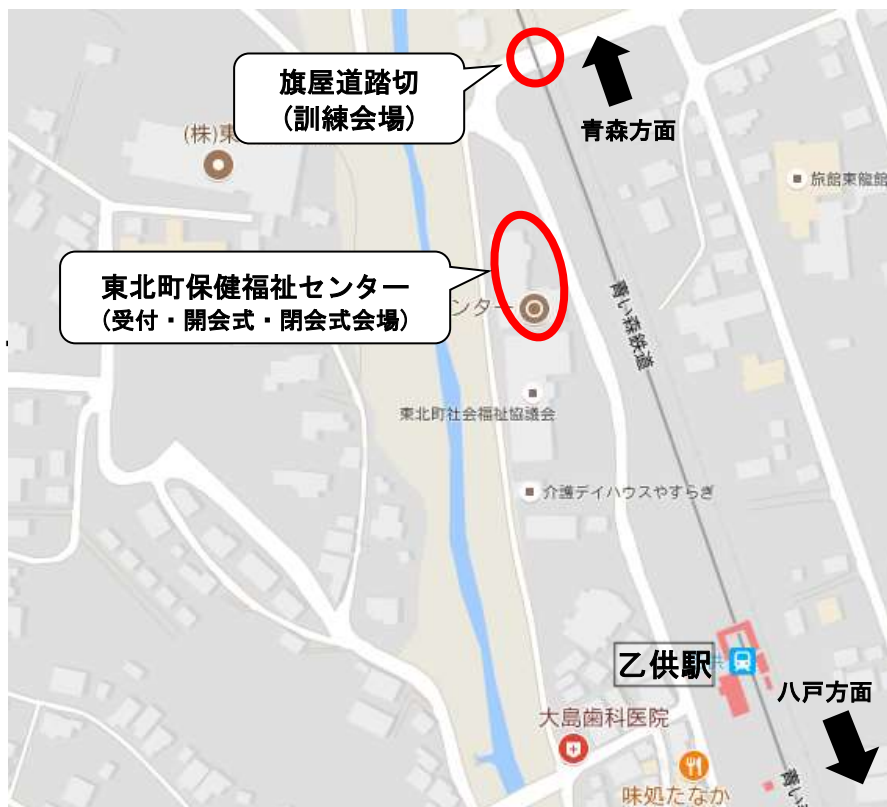 旗屋道踏切
(訓練会場)
青森方面
(株)東
旅館東龍館
東北町保健福祉センター
(受付・開会式・閉会式会場)
ンター
青い森鉄道
東北町社会福祉協議会
介護デイハウスやすらぎ
乙供駅
八戸方面
大島歯科医院
味処たなか
青い森